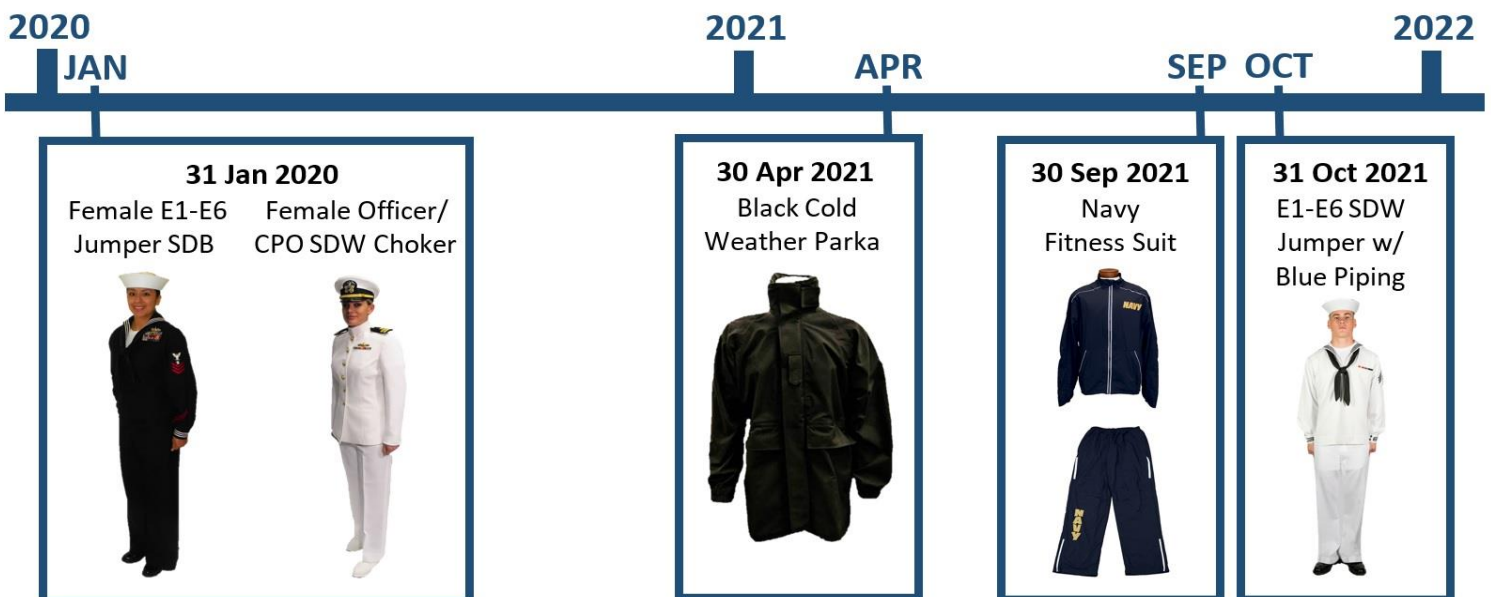 2020
2021
2022
JAN
APR
SEP
OCT
31 Jan 2020
Female E1-E6
Jumper SDB
Female Officer/
CPO SDW Choker
30 Apr 2021
Black Cold
Weather Parka
30 Sep 2021
Navy
Fitness Suit
NAVY
NAVY
31 Oct 2021
E1-E6 SDW
Jumper w/
Blue Piping